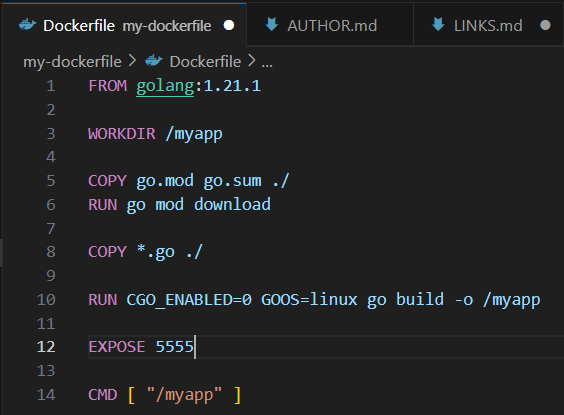 Dockerfile my-dockerfile AUTHOR.md LINKS.md
my-dockerfile > Dockerfile > ...
1 FROM golang:1.21.1
2
3 WORKDIR /myapp
4
5 COPY go.mod go.sum ./
6 RUN go mod download
7
8 COPY *.go ./
9
10 RUN CGO_ENABLED=0 GOOS=linux go build -o /myapp
11
12 EXPOSE 5555
13
14 CMD [ "/myapp" ]